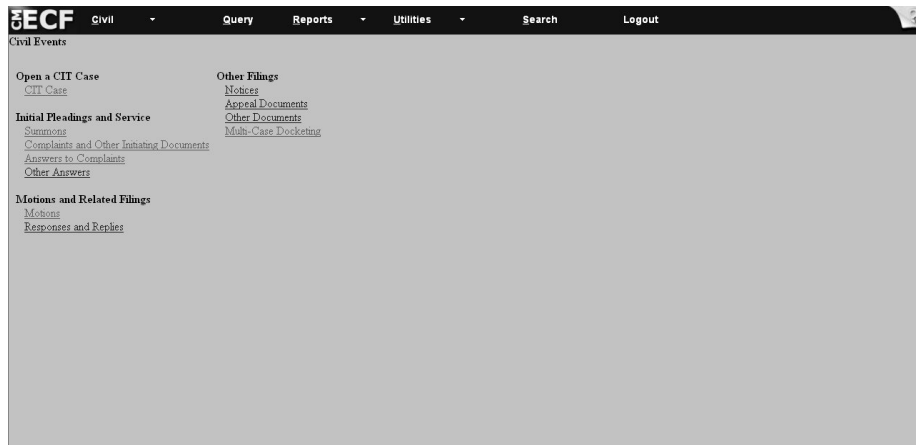 CM ECF Civil Query Reports Utilities Search Logout
Civil Events
Open a CIT Case
CIT Case
Initial Pleadings and Service
Summons
Complaints and Other Initiating Documents
Answers to Complaints
Other Answers
Motions and Related Filings
Motions
Responses and Replies
Other Filings
Notices
Appeal Documents
Other Documents
Multi-Case Docketing